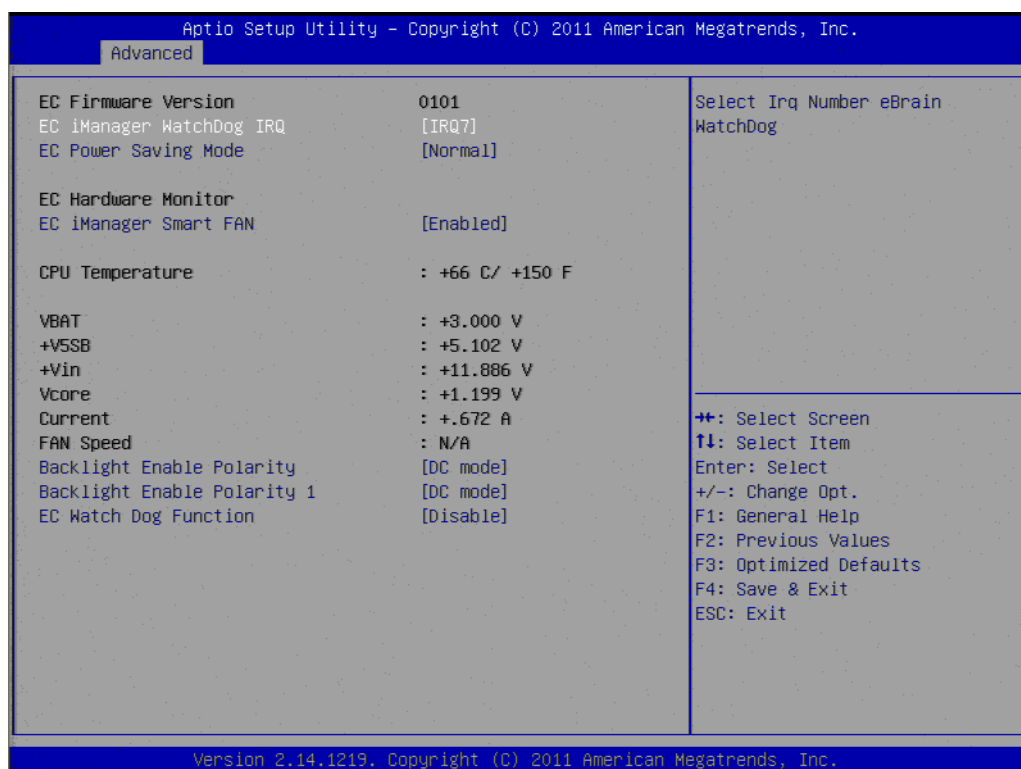 Aptio Setup Utility – Copyright (C) 2011 American Megatrends, Inc.
Advanced
EC Firmware Version 0101
EC iManager WatchDog IRQ [IRQ7]
EC Power Saving Mode [Normal]
EC Hardware Monitor
EC iManager Smart FAN [Enabled]
CPU Temperature : +66 C/ +150 F
VBAT : +3.000 V
+V5SB : +5.102 V
+Vin : +11.886 V
Vcore : +1.199 V
Current : +.672 A
FAN Speed : N/A
Backlight Enable Polarity [DC mode]
Backlight Enable Polarity 1 [DC mode]
EC Watch Dog Function [Disable]
Select Irq Number eBrain
WatchDog
→←: Select Screen
↑↓: Select Item
Enter: Select
+/-: Change Opt.
F1: General Help
F2: Previous Values
F3: Optimized Defaults
F4: Save & Exit
ESC: Exit
Version 2.14.1219. Copyright (C) 2011 American Megatrends, Inc.